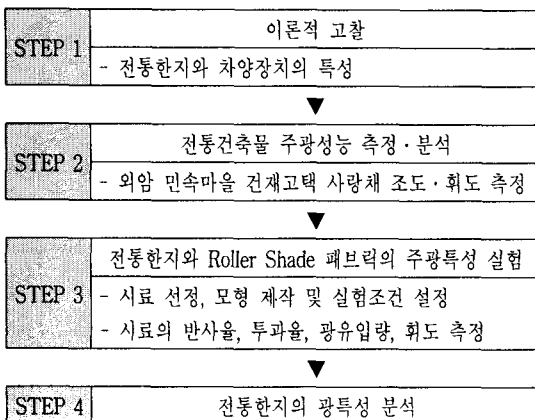 STEP 1
이론적 고찰
- 전통한지와 차양장치의 특성
▼
STEP 2
전통건축물 주광성능 측정·분석
- 외암 민속마을 건재고택 사랑채 조도·휘도 측정
▼
STEP 3
전통한지와 Roller Shade 패브릭의 주광특성 실험
- 시료 선정, 모형 제작 및 실험조건 설정
- 시료의 반사율, 투과율, 광유입량, 휘도 측정
▼
STEP 4
전통한지의 광특성 분석